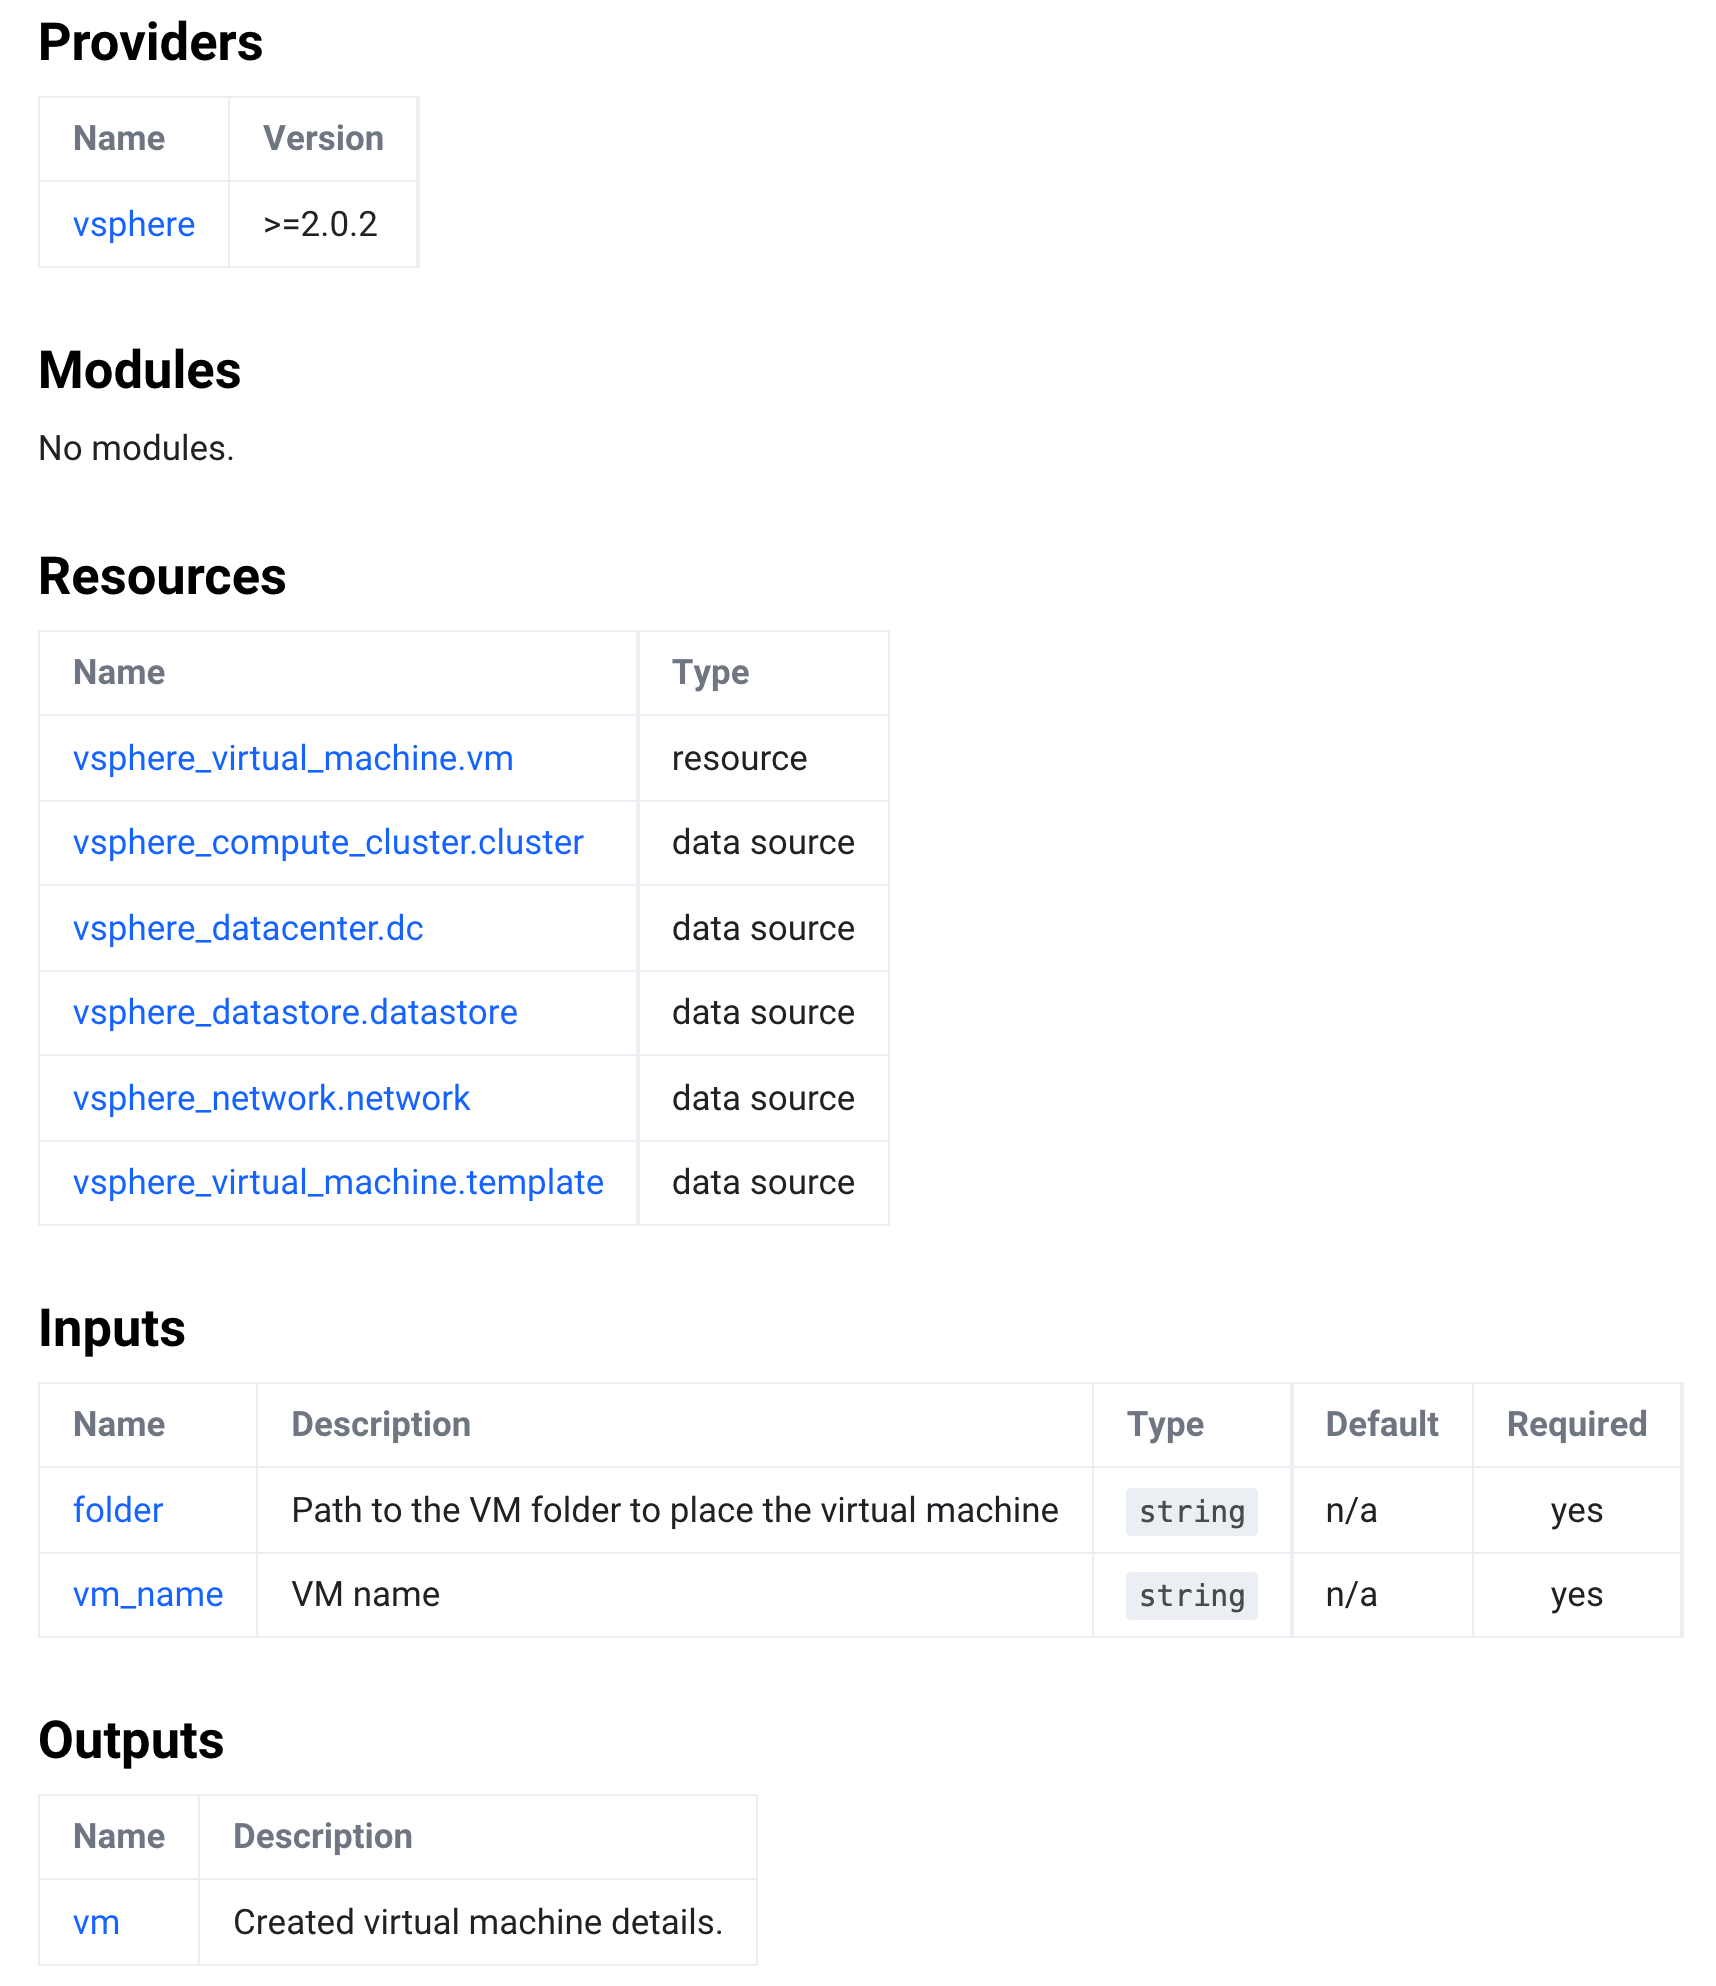 Providers
Name Version
vsphere >=2.0.2
Modules
No modules.
Resources
Name Type
vsphere_virtual_machine.vm resource
vsphere_compute_cluster.cluster data source
vsphere_datacenter.dc data source
vsphere_datastore.datastore data source
vsphere_network.network data source
vsphere_virtual_machine.template data source
Inputs
Name Description Type Default Required
folder Path to the VM folder to place the virtual machine string n/a yes
vm_name VM name string n/a yes
Outputs
Name Description
vm Created virtual machine details.